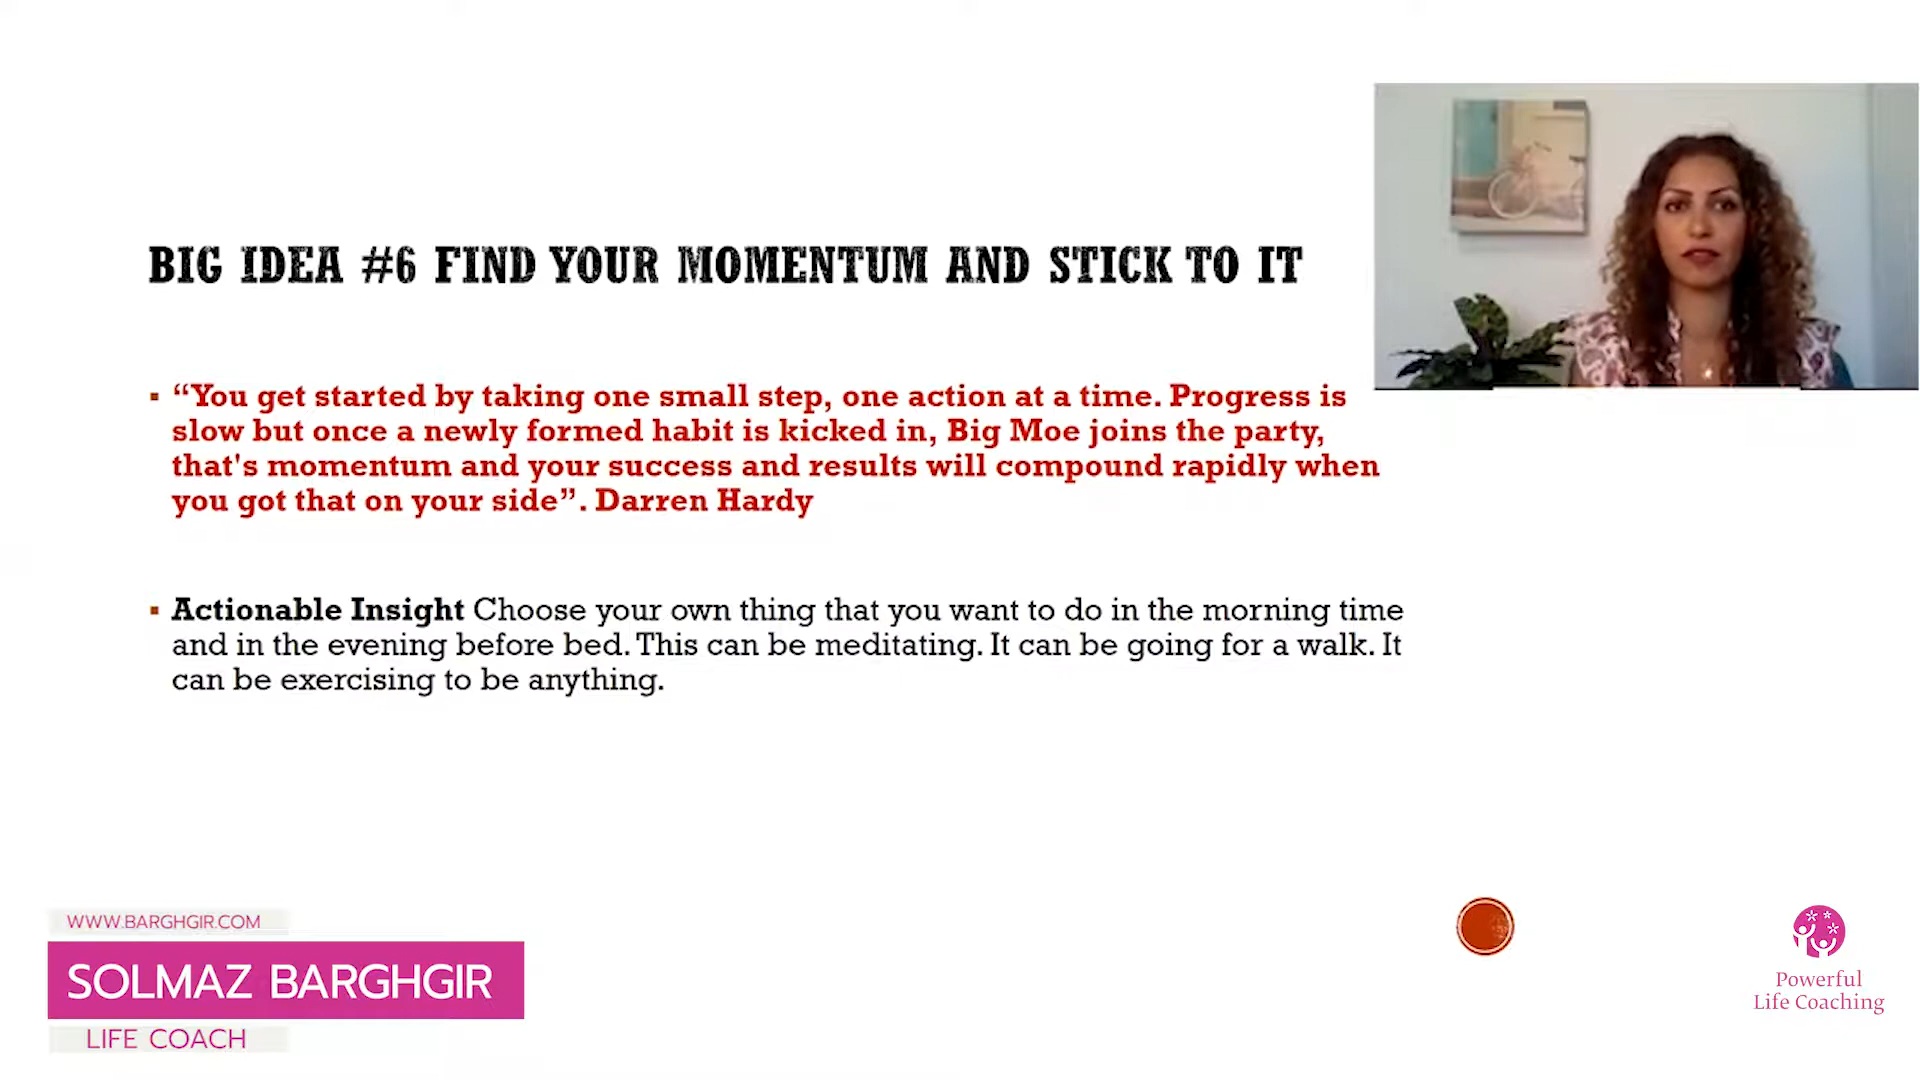 BIG IDEA #6 FIND YOUR MOMENTUM AND STICK TO IT
“You get started by taking one small step, one action at a time. Progress is
slow but once a newly formed habit is kicked in, Big Moe joins the party,
that's momentum and your success and results will compound rapidly when
you got that on your side”. Darren Hardy
Actionable Insight Choose your own thing that you want to do in the morning time
and in the evening before bed. This can be meditating. It can be going for a walk. It
can be exercising to be anything.
WWW.BARGHGIR.COM
SOLMAZ BARGHGIR
LIFE COACH
Powerful
Life Coaching